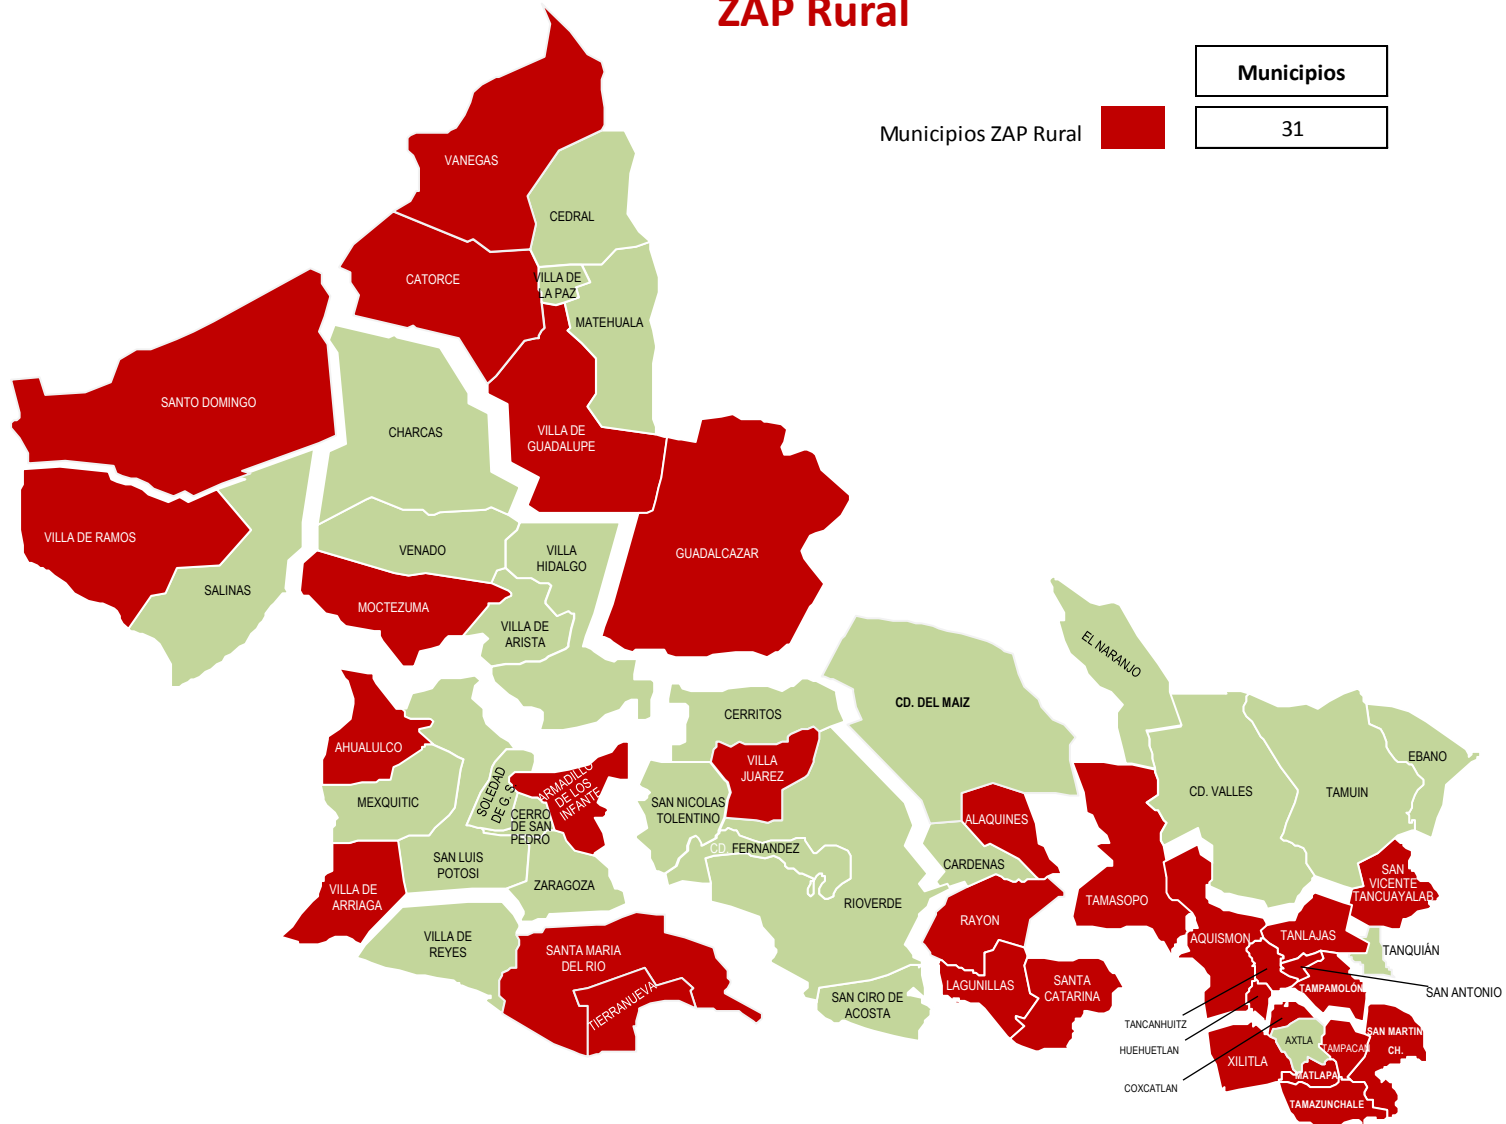 ZAP Rural
Municipios
Municipios ZAP Rural
31
VANEGAS
CEDRAL
CATORCE
VILLA DE
LA PAZ
MATEHUALA
SANTO DOMINGO
CHARCAS
VILLA DE
GUADALUPE
VILLA DE RAMOS
SALINAS
VENADO
VILLA
HIDALGO
GUADALCAZAR
MOCTEZUMA
VILLA DE
ARISTA
EL NARANJO
CD. DEL MAIZ
CERRITOS
AHUALULCO
VILLA
JUAREZ
EBANO
MEXQUITIC
SOLEDAD
DE G. S.
ARMADILLO
DE LOS
INFANTE
CERRO
DE SAN
PEDRO
SAN NICOLAS
TOLENTINO
CD. VALLES
TAMUIN
ALAQUINES
CD. FERNANDEZ
SAN LUIS
POTOSI
CARDENAS
ZARAGOZA
VILLA DE
ARRIAGA
RIOVERDE
TAMASOPO
SAN
VICENTE
TANCUAYALAB
RAYON
VILLA DE
REYES
SANTA MARIA
DEL RIO
AQUISMON
TANLAJAS
TANQUIÁN
TIERRANUEVA
SAN CIRO DE
ACOSTA
LAGUNILLAS
SANTA
CATARINA
TAMPAMOLÓN
SAN ANTONIO
TANCANHUITZ
HUEHUETLAN
COXCATLAN
AXTLA
TAMPACAN
SAN MARTIN
CH.
XILITLA
MATLAPA
TAMAZUNCHALE